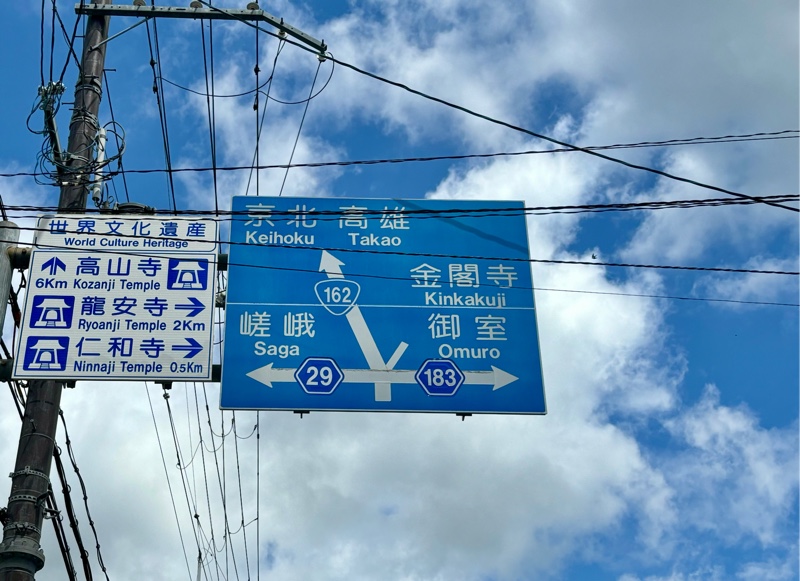 世界文化遺産
World Culture Heritage
高山寺
6Km Kozanji Temple
龍安寺
Ryoanji Temple 2Km
仁和寺
Ninnaji Temple 0.5Km
京北 高雄
Keihoku Takao
162
金閣寺
Kinkakuji
嵯峨 御室
Saga Omuro
29 183